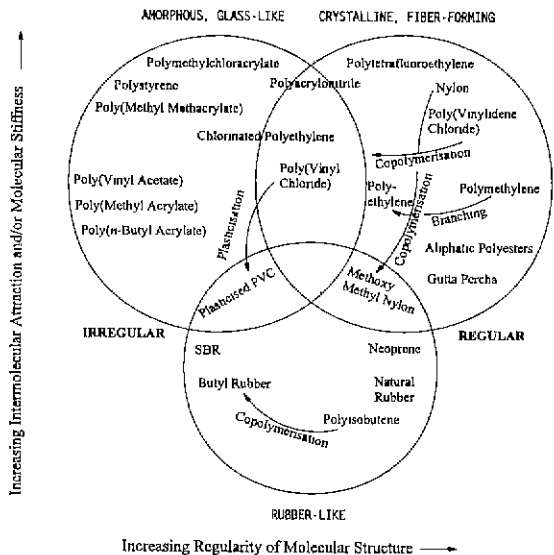 AMORPHOUS, GLASS-LIKE
CRYSTALLINE, FIBER-FORMING
Polymethylchloracrylate
Polytetrafluoroethylene
Polystyrene
Polyacrylonitrile
Nylon
Poly(Methyl Methacrylate)
Poly(Vinylidene
Chloride)
Chlorinated Polyethylene
Copolymerisation
Poly(Vinyl
Chloride)
Poly(Vinyl Acetate)
Poly-
ethylene
Polymethylene
Branching
Poly(Methyl Acrylate)
Copolymerisation
Plasticisation
Poly(n-Butyl Acrylate)
Aliphatic Polyesters
Plasticised PVC
Methoxy
Methyl Nylon
Gutta Percha
IRREGULAR
REGULAR
SBR
Neoprene
Butyl Rubber
Natural
Rubber
Polyisobutene
Copolymerisation
RUBBER-LIKE
Increasing Intermolecular Attraction and/or Molecular Stiffness
Increasing Regularity of Molecular Structure